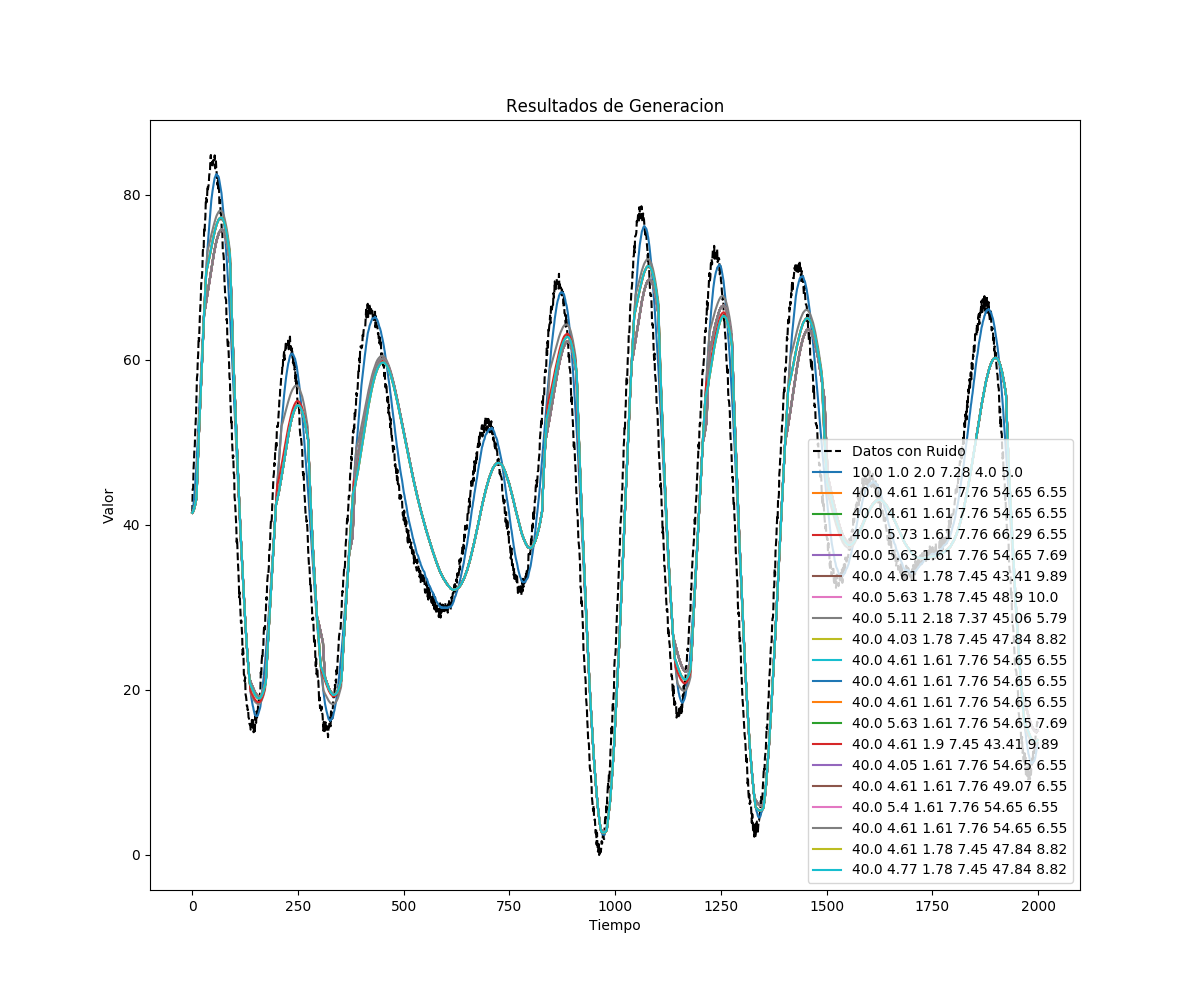 Resultados de Generacion
Valor
80
60
40
20
0
0 250 500 750 1000 1250 1500 1750 2000
Tiempo
Datos con Ruido
10.0 1.0 2.0 7.28 4.0 5.0
40.0 4.61 1.61 7.76 54.65 6.55
40.0 4.61 1.61 7.76 54.65 6.55
40.0 5.73 1.61 7.76 66.29 6.55
40.0 5.63 1.61 7.76 54.65 7.69
40.0 4.61 1.78 7.45 43.41 9.89
40.0 5.63 1.78 7.45 48.9 10.0
40.0 5.11 2.18 7.37 45.06 5.79
40.0 4.03 1.78 7.45 47.84 8.82
40.0 4.61 1.61 7.76 54.65 6.55
40.0 4.61 1.61 7.76 54.65 6.55
40.0 4.61 1.61 7.76 54.65 6.55
40.0 5.63 1.61 7.76 54.65 7.69
40.0 4.61 1.9 7.45 43.41 9.89
40.0 4.05 1.61 7.76 54.65 6.55
40.0 4.61 1.61 7.76 49.07 6.55
40.0 5.4 1.61 7.76 54.65 6.55
40.0 4.61 1.61 7.76 54.65 6.55
40.0 4.61 1.78 7.45 47.84 8.82
40.0 4.77 1.78 7.45 47.84 8.82